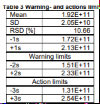 Table 3 Warning- and Actions limits
Mean 1.92E+11
SD 2.05E+10
RSD [%] 10.66
-1s 1.72E+11
+1s 2.13E+11
Warning limits
-2s 1.51E+11
+2s 2.33E+11
Action limits
-3s 1.31E+11
+3s 2.54E+11